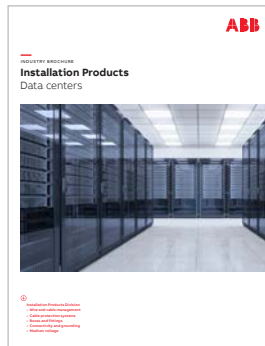 ABB
INDUSTRY BROCHURE
Installation Products
Data centers
Installation Products Division
- Wire and cable management
- Cable protection systems
- Boxes and fittings
- Connectivity and grounding
- Medium voltage